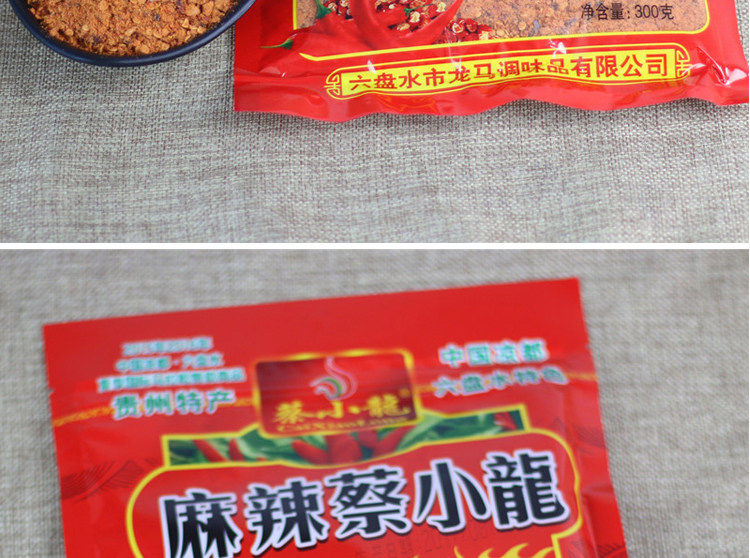 净含量:300克
六盘水市龙马调味品有限公司
贵州特产
蔡小龍
CaiXiaoLong
中国凉都
六盘水特色
麻辣蔡小龍